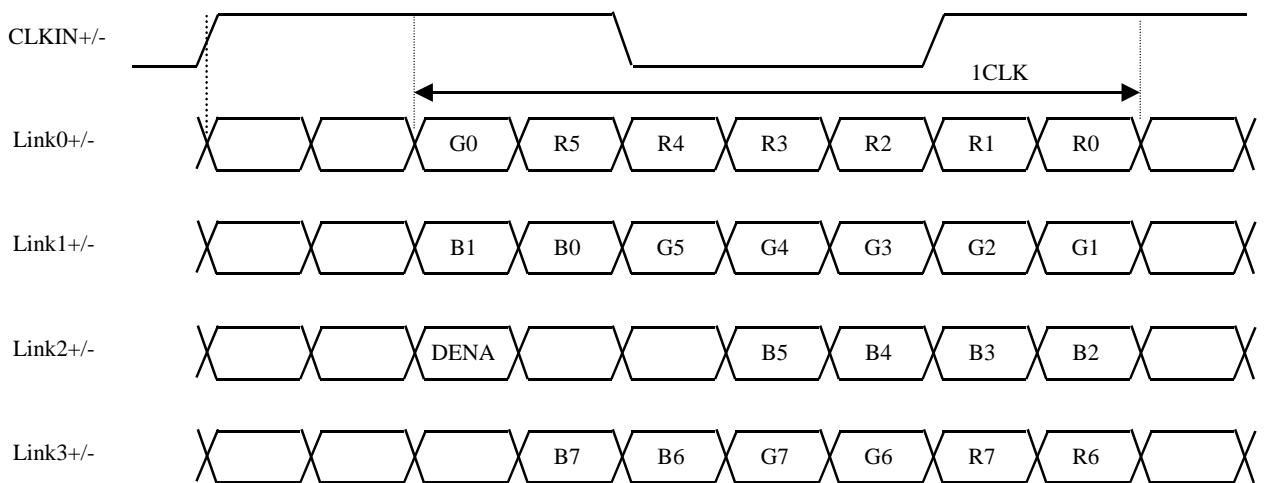 CLKIN+/-
1CLK
Link0+/- G0 R5 R4 R3 R2 R1 R0
Link1+/- B1 B0 G5 G4 G3 G2 G1
Link2+/- DENA B5 B4 B3 B2
Link3+/- B7 B6 G7 G6 R7 R6